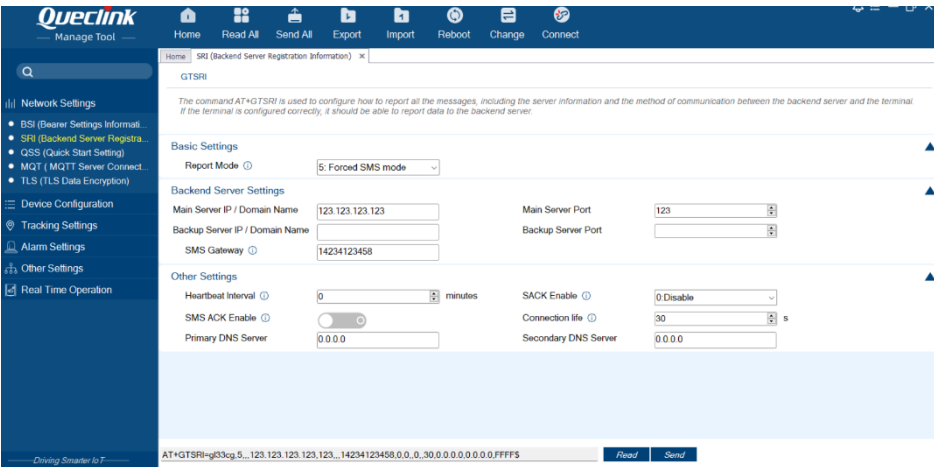 Queclink
Manage Tool
Home Read All Send All Export Import Reboot Change Connect
Home SRI (Backend Server Registration Information) ×
GTSRI
The command AT+GTSRI is used to configure how to report all the messages, including the server information and the method of communication between the backend server and the terminal.
If the terminal is configured correctly, it should be able to report data to the backend server.
Network Settings
BSI (Bearer Settings Informati...
SRI (Backend Server Registra...
QSS (Quick Start Setting)
MQT ( MQTT Server Connect...
TLS (TLS Data Encryption)
Device Configuration
Tracking Settings
Alarm Settings
Other Settings
Real Time Operation
Basic Settings
Report Mode 5: Forced SMS mode
Backend Server Settings
Main Server IP / Domain Name 123.123.123.123 Main Server Port 123
Backup Server IP / Domain Name Backup Server Port
SMS Gateway 14234123458
Other Settings
Heartbeat Interval 0 minutes SACK Enable 0:Disable
SMS ACK Enable Connection life 30 s
Primary DNS Server 0.0.0.0 Secondary DNS Server 0.0.0.0
AT+GTSRI=gl33cg,5,,,123.123.123.123,123,,,14234123458,0,0,,0,,30,0.0.0.0,0.0.0.0,FFFF$ Read Send
Driving Smarter IoT